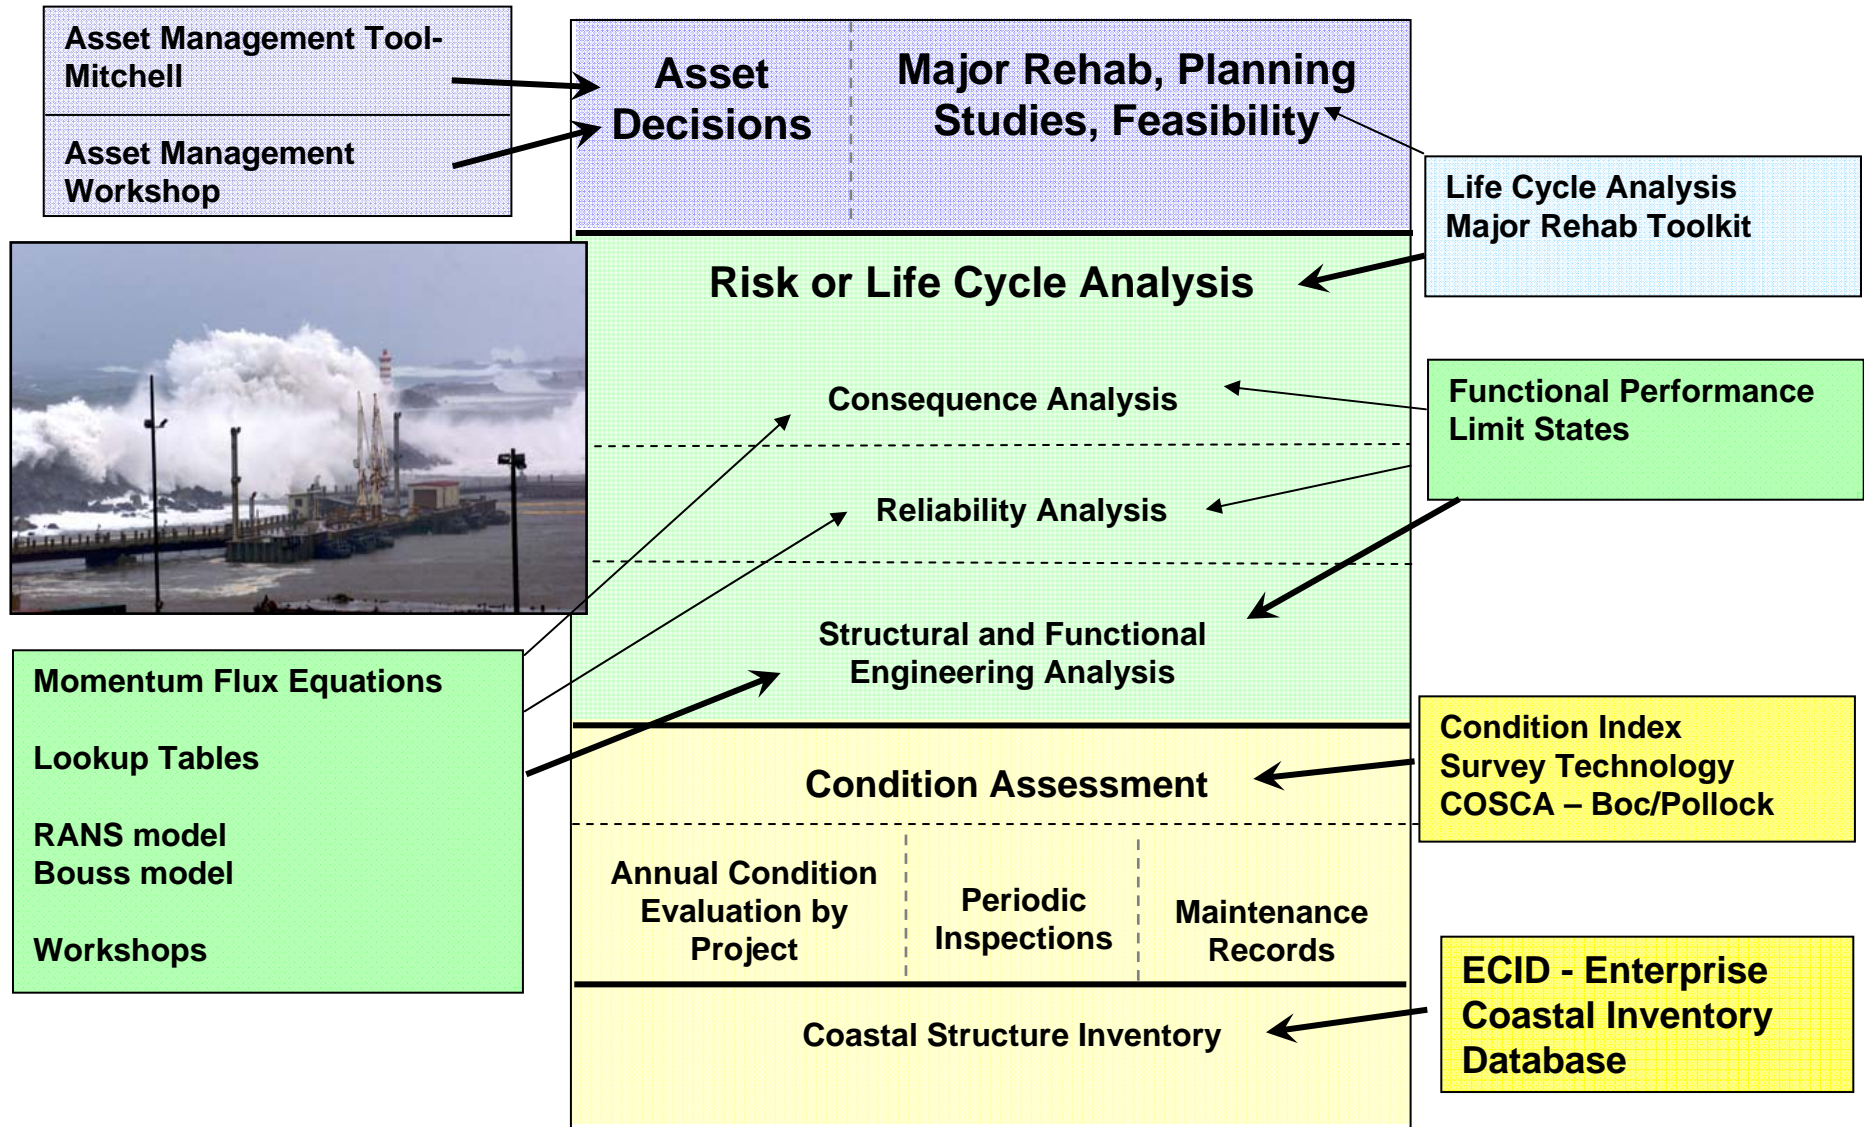 Asset Management Tool-
Mitchell
Asset Management
Workshop
Asset
Decisions
Major Rehab, Planning
Studies, Feasibility
Life Cycle Analysis
Major Rehab Toolkit
Risk or Life Cycle Analysis
Consequence Analysis
Functional Performance
Limit States
Reliability Analysis
Structural and Functional
Engineering Analysis
Momentum Flux Equations
Lookup Tables
RANS model
Bouss model
Workshops
Condition Assessment
Condition Index
Survey Technology
COSCA – Boc/Pollock
Annual Condition
Evaluation by
Project
Periodic
Inspections
Maintenance
Records
Coastal Structure Inventory
ECID - Enterprise
Coastal Inventory
Database